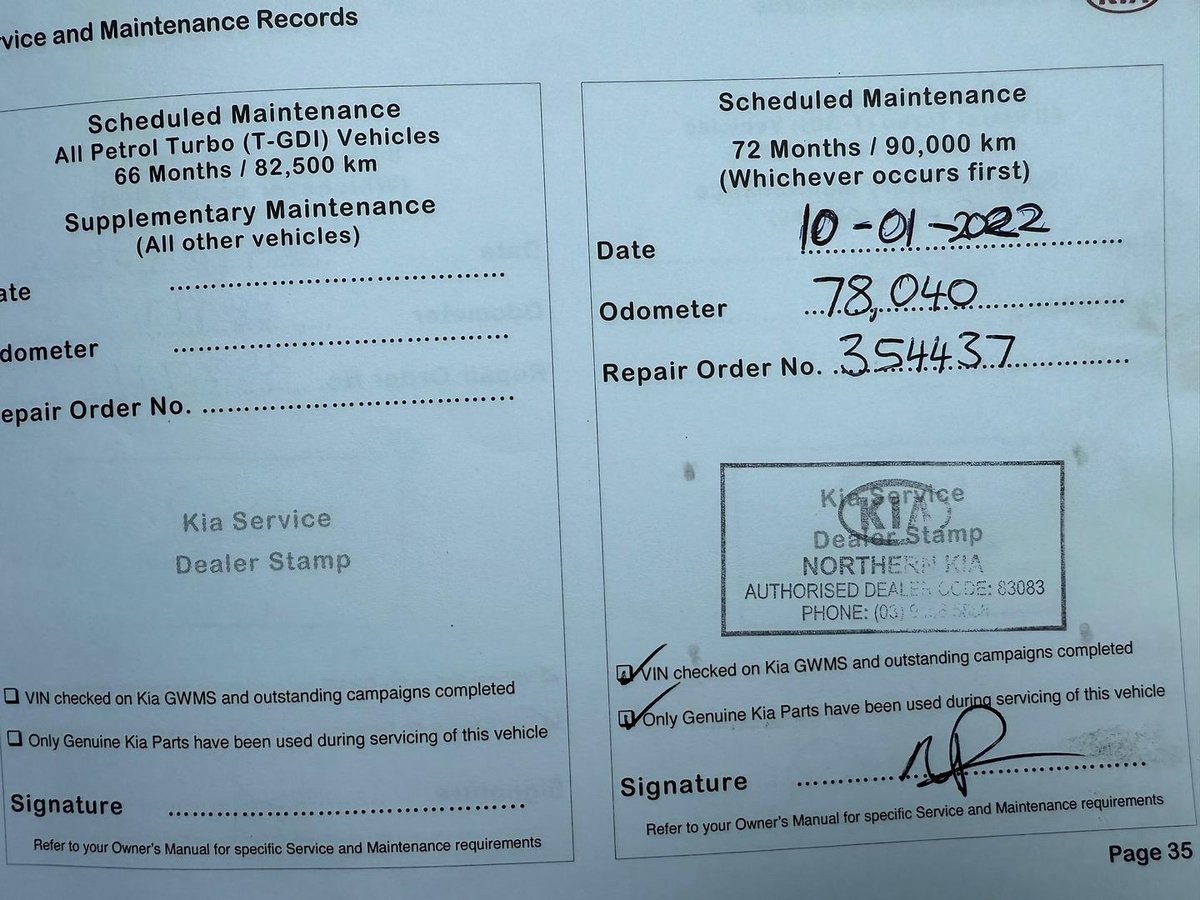 vice and Maintenance Records
KIA
Scheduled Maintenance
All Petrol Turbo (T-GDI) Vehicles
66 Months / 82,500 km
Supplementary Maintenance
(All other vehicles)
ate
dometer
epair Order No.
Kia Service
Dealer Stamp
VIN checked on Kia GWMS and outstanding campaigns completed
Only Genuine Kia Parts have been used during servicing of this vehicle
Signature
Refer to your Owner's Manual for specific Service and Maintenance requirements
Scheduled Maintenance
72 Months / 90,000 km
(Whichever occurs first)
Date 10-01-2022
Odometer 78,040
Repair Order No. 354437
Kia Service
KIA
Dealer Stamp
NORTHERN KIA
AUTHORISED DEALER CODE: 83083
PHONE: (03)
VIN checked on Kia GWMS and outstanding campaigns completed
Only Genuine Kia Parts have been used during servicing of this vehicle
Signature
Refer to your Owner's Manual for specific Service and Maintenance requirements
Page 35